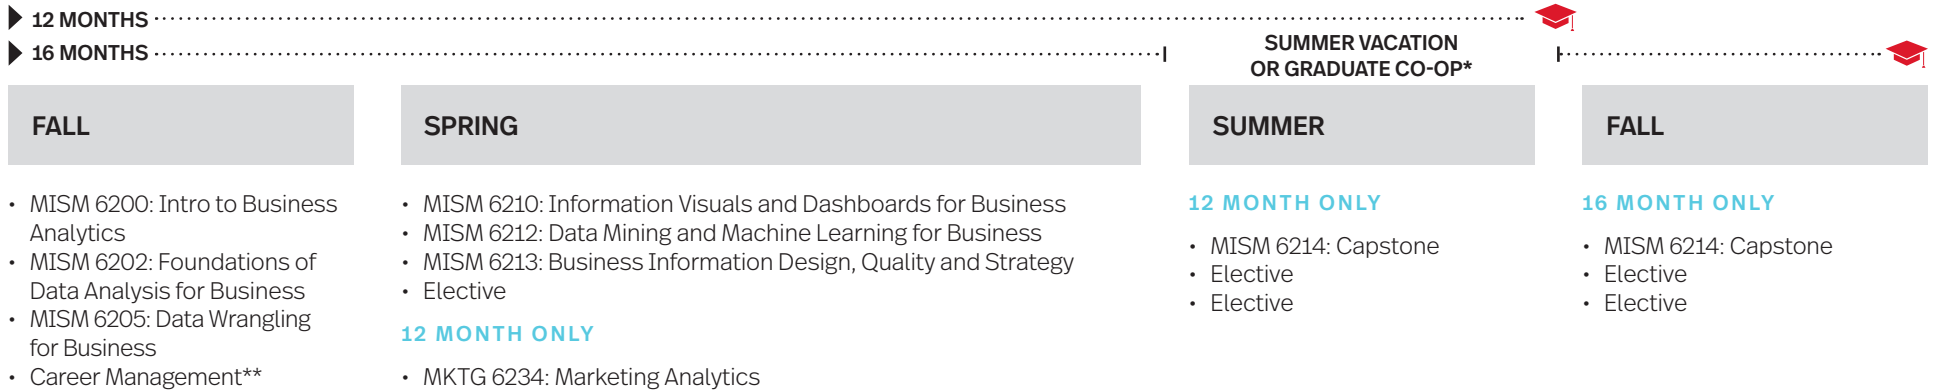 12 MONTHS
16 MONTHS
SUMMER VACATION
OR GRADUATE CO-OP*
FALL
• MISM 6200: Intro to Business
Analytics
• MISM 6202: Foundations of
Data Analysis for Business
• MISM 6205: Data Wrangling
for Business
• Career Management**
SPRING
• MISM 6210: Information Visuals and Dashboards for Business
• MISM 6212: Data Mining and Machine Learning for Business
• MISM 6213: Business Information Design, Quality and Strategy
• Elective
12 MONTH ONLY
• MKTG 6234: Marketing Analytics
SUMMER
12 MONTH ONLY
• MISM 6214: Capstone
• Elective
• Elective
FALL
16 MONTH ONLY
• MISM 6214: Capstone
• Elective
• Elective